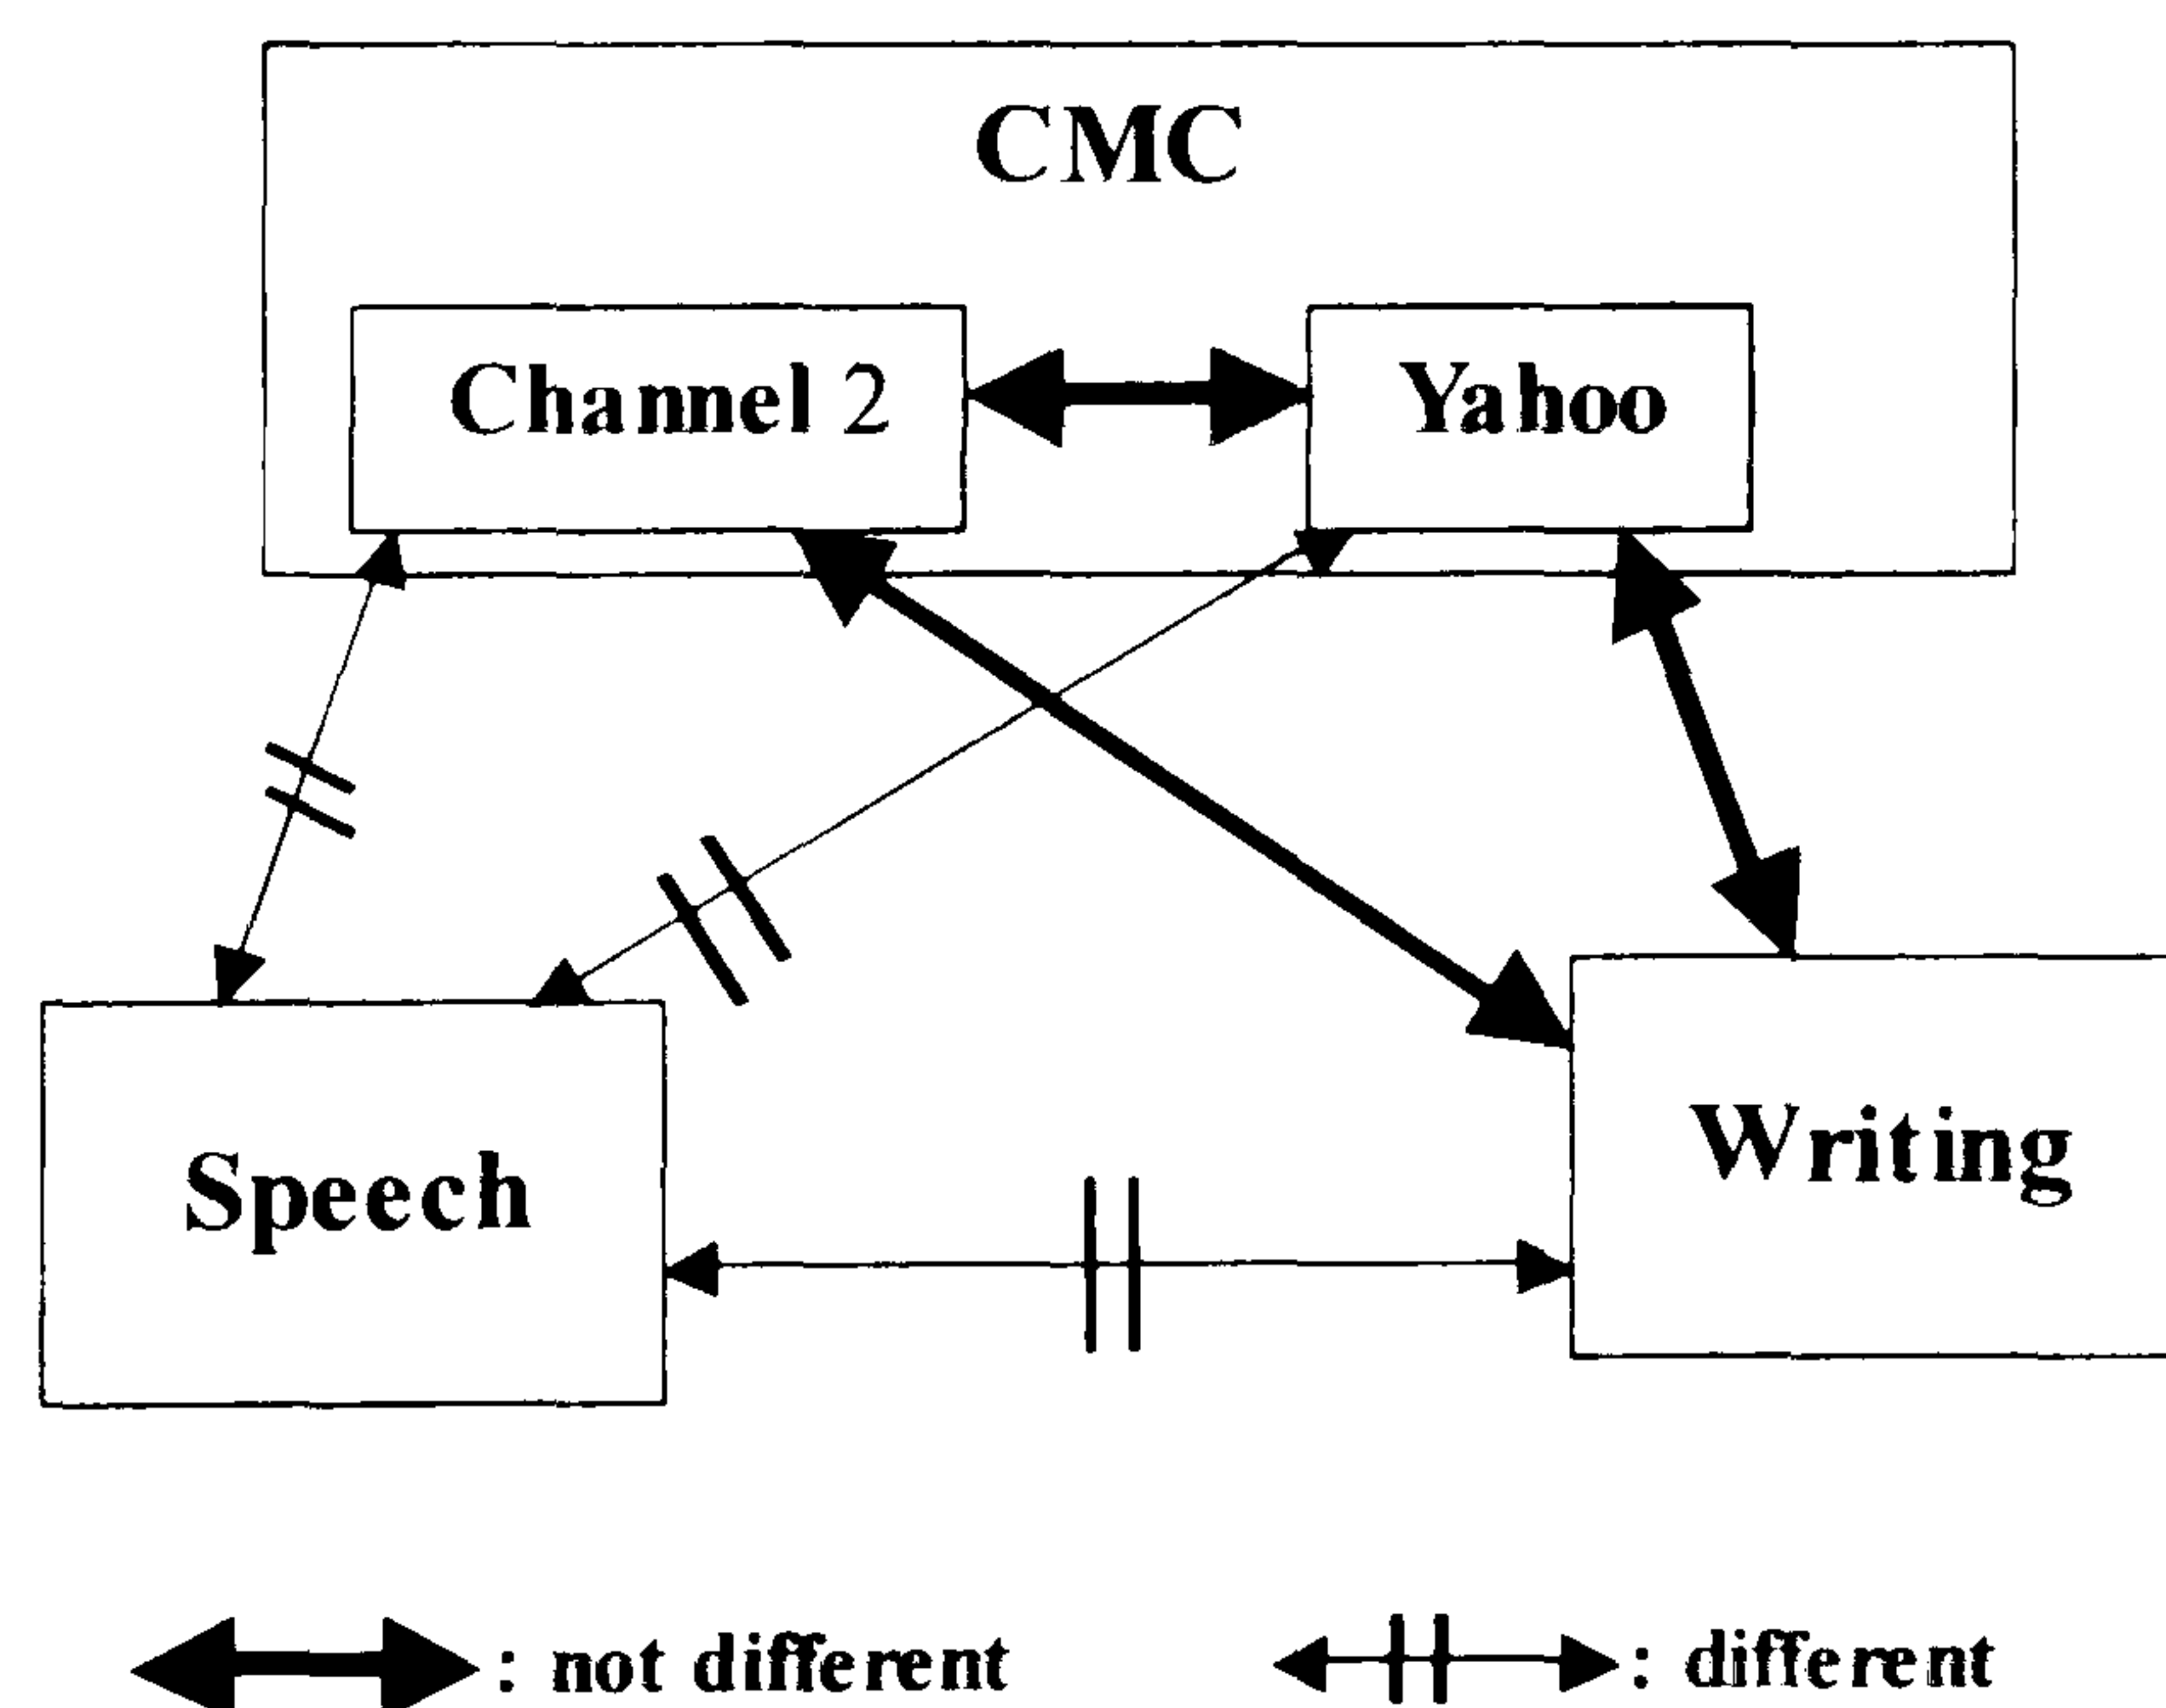 CMC
Channel 2
Yahoo
Speech
Writing
: not different
: different